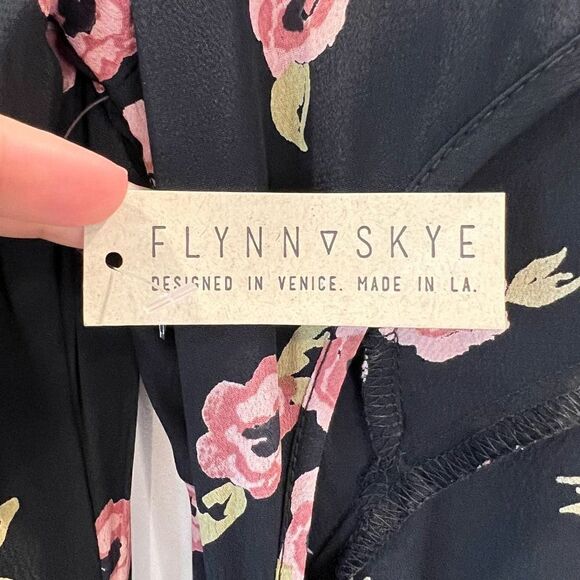 FLYNN ▽ SKYE
DESIGNED IN VENICE. MADE IN LA.